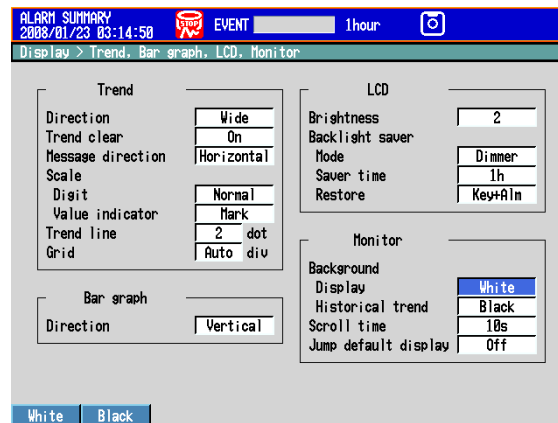 ALARM SUMMARY
2008/01/23 03:14:50
STOP
EVENT
1hour
Display > Trend, Bar graph, LCD, Monitor
Trend
Direction Wide
Trend clear On
Message direction Horizontal
Scale
Digit Normal
Value indicator Mark
Trend line 2 dot
Grid Auto div
Bar graph
Direction Vertical
LCD
Brightness 2
Backlight saver
Mode Dimmer
Saver time 1h
Restore Key+Alm
Monitor
Background
Display White
Historical trend Black
Scroll time 10s
Jump default display Off
White Black